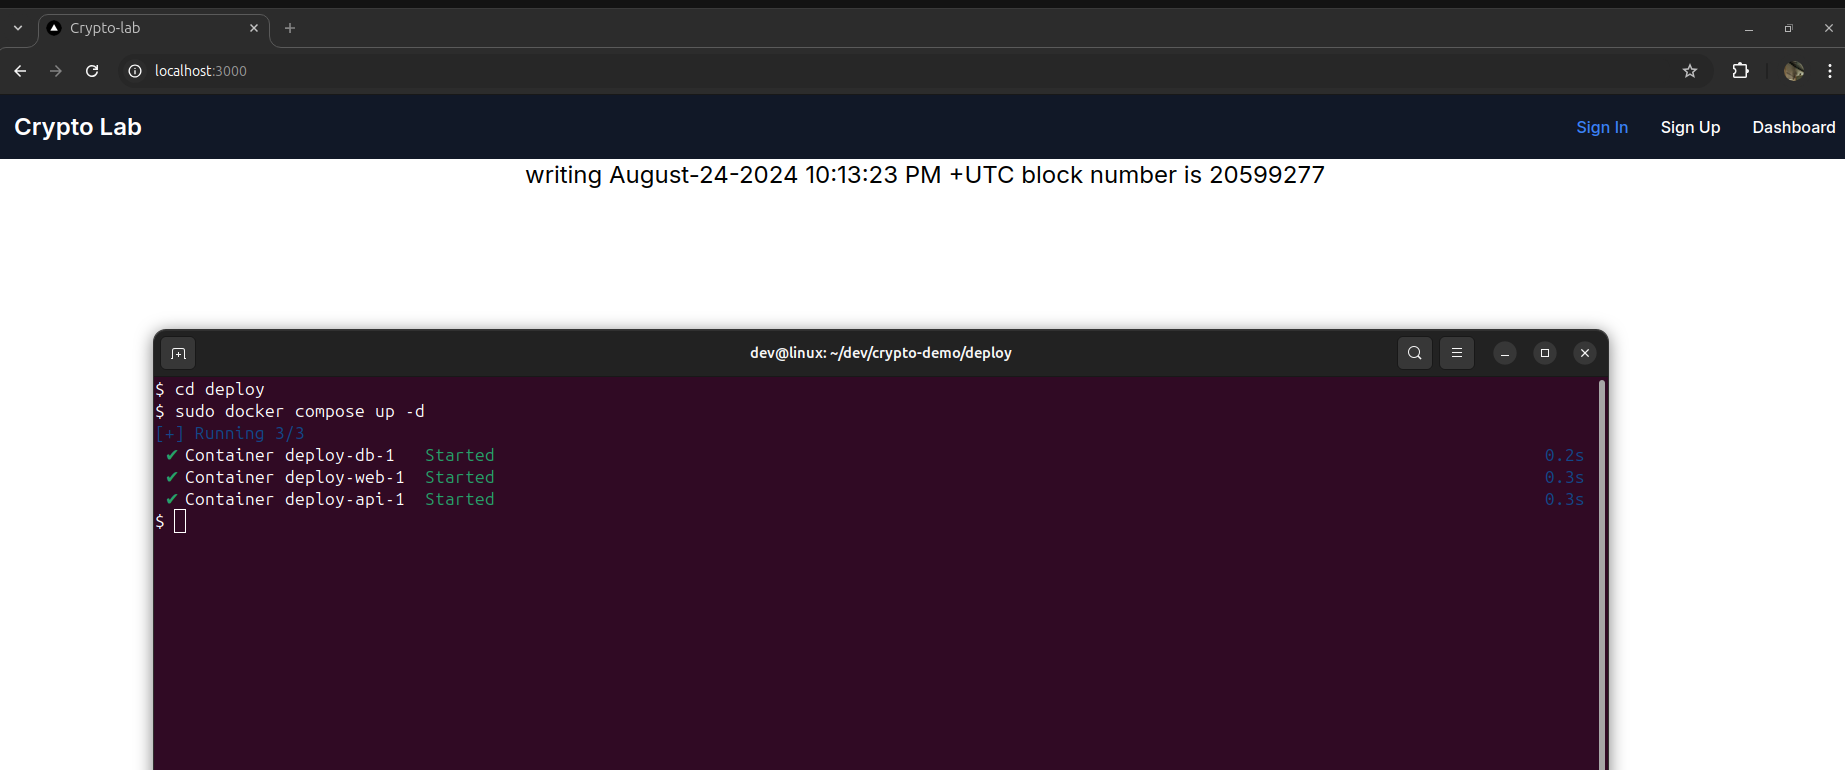 Crypto-lab
localhost:3000
Crypto Lab
Sign In Sign Up Dashboard
writing August-24-2024 10:13:23 PM +UTC block number is 20599277
dev@linux: ~/dev/crypto-demo/deploy
$ cd deploy
$ sudo docker compose up -d
[+] Running 3/3
✔ Container deploy-db-1 Started 0.2s
✔ Container deploy-web-1 Started 0.3s
✔ Container deploy-api-1 Started 0.3s
$